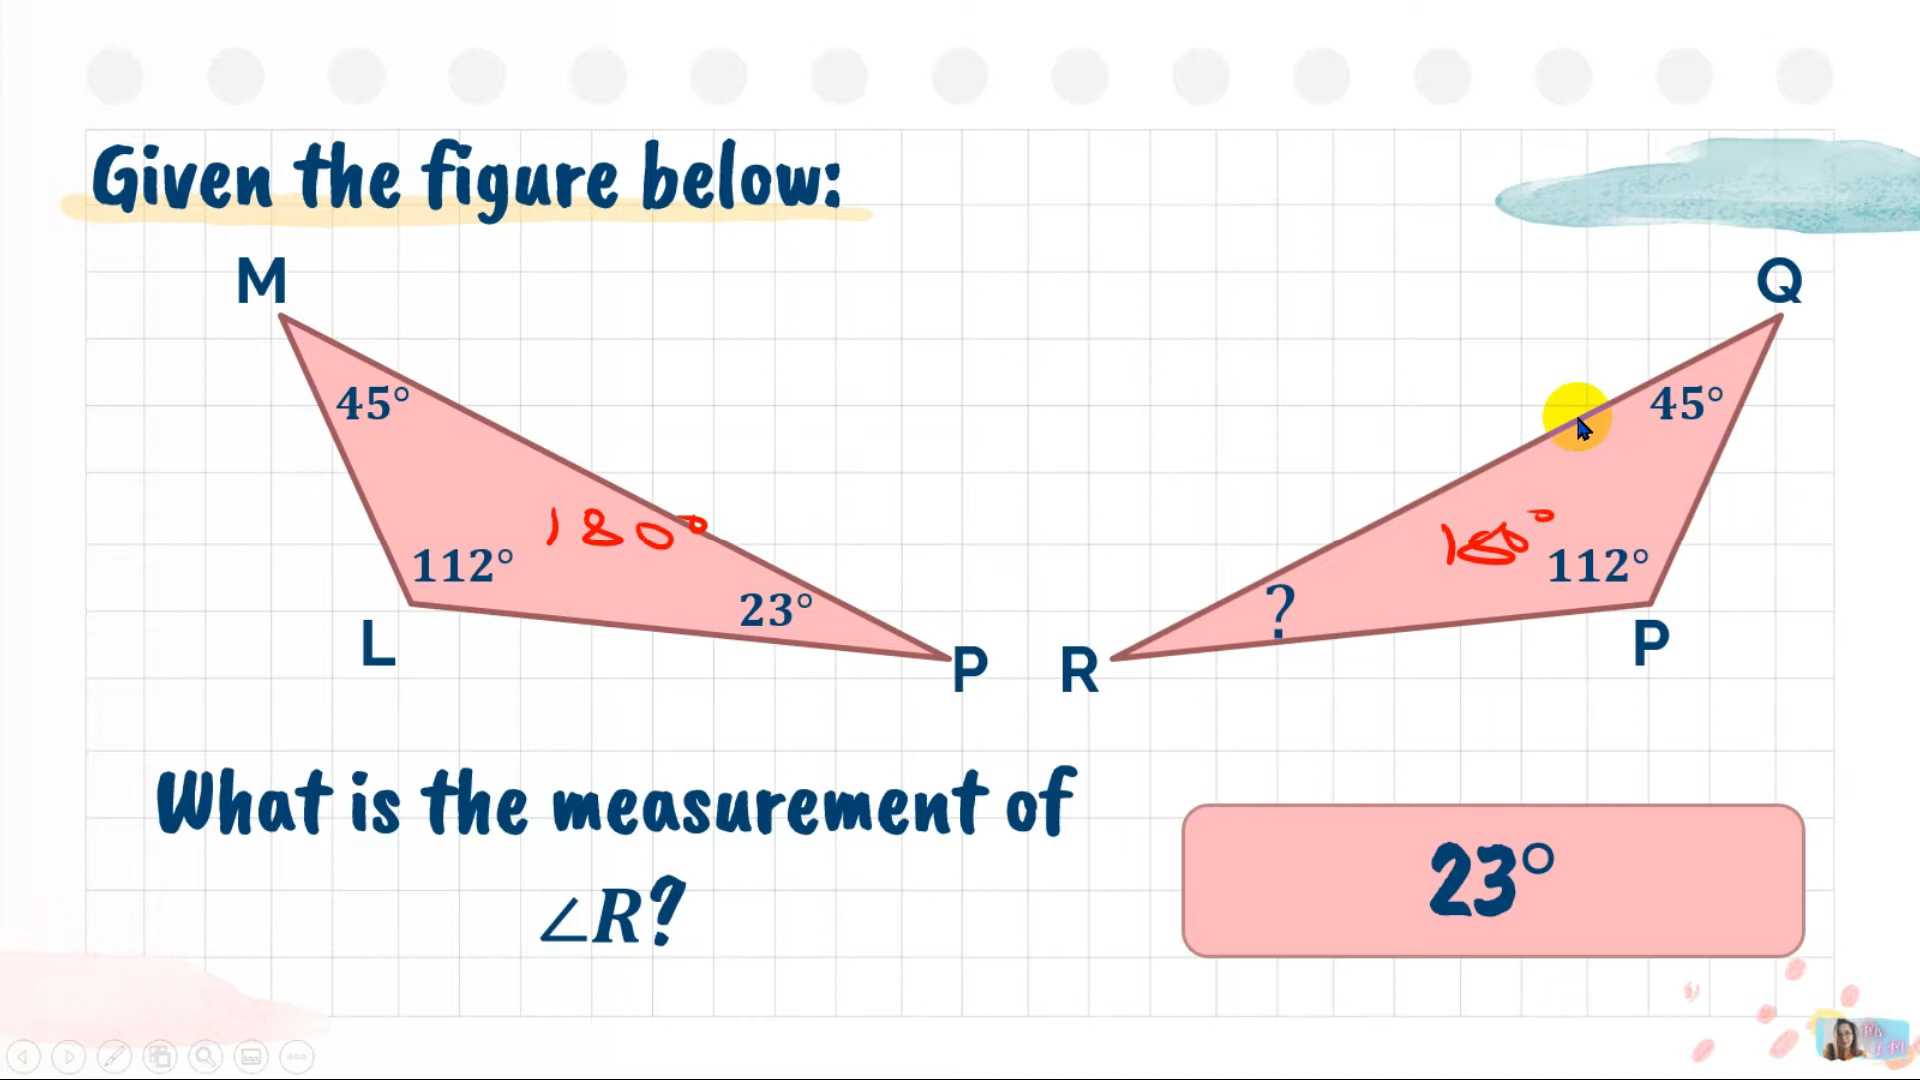 Given the figure below:
M
Q
45°
45°
180°
180°
112°
112°
23°
?
L
P
P
R
What is the measurement of
∠R?
23°